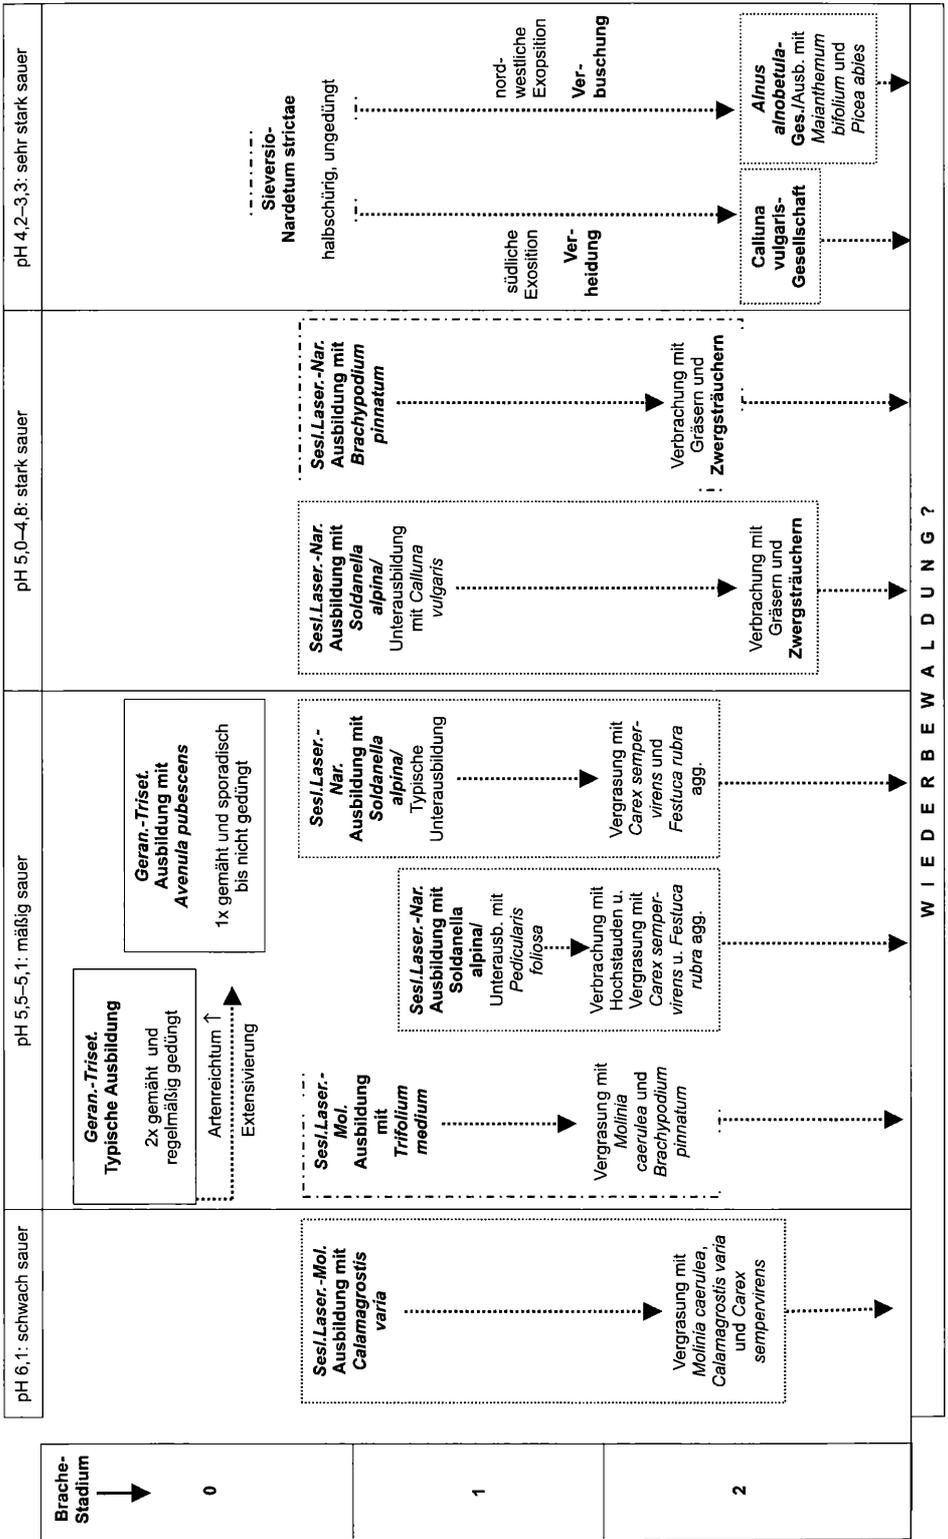 Brache-
Stadium
0
1
2
pH 6,1: schwach sauer
pH 5,5–5,1: mäßig sauer
pH 5,0–4,8: stark sauer
pH 4,2–3,3: sehr stark sauer
Sesl.Laser.-Mol.
Ausbildung mit
Calamagrostis
varia
Vergrasung mit
Molinia caerulea,
Calamagrostis varia
und Carex
sempervirens
Geran.-Triset.
Typische Ausbildung
2x gemäht und
regelmäßig gedüngt
Artenreichtum ↑
Extensivierung
Geran.-Triset.
Ausbildung mit
Avenula pubescens
1x gemäht und sporadisch
bis nicht gedüngt
Sesl.Laser.-
Mol.
Ausbildung
mit
Trifolium
medium
Vergrasung mit
Molinia
caerulea und
Brachypodium
pinnatum
Sesl.Laser.-Nar.
Ausbildung mit
Soldanella
alpina/
Unterausb. mit
Pedicularis
foliosa
Verbrachung mit
Hochstauden u.
Vergrasung mit
Carex semper-
virens u. Festuca
rubra agg.
Sesl.Laser.-
Nar.
Ausbildung mit
Soldanella
alpina/
Typische
Unterausbildung
Vergrasung mit
Carex semper-
virens und
Festuca rubra
agg.
Sesl.Laser.-Nar.
Ausbildung mit
Soldanella
alpina/
Unterausbildung
mit Calluna
vulgaris
Verbrachung mit
Gräsern und
Zwergsträuchern
Sesl.Laser.-Nar.
Ausbildung mit
Brachypodium
pinnatum
Verbrachung mit
Gräsern und
Zwergsträuchern
Sieversio-
Nardetum strictae
halbschürig, ungedüngt
südliche
Exosition
Ver-
heidung
nord-
westliche
Exopsition
Ver-
buschung
Calluna
vulgaris-
Gesellschaft
Alnus
alnobetula-
Ges./Ausb. mit
Maianthemum
bifolium und
Picea abies
WIEDERBEWALDUNG?